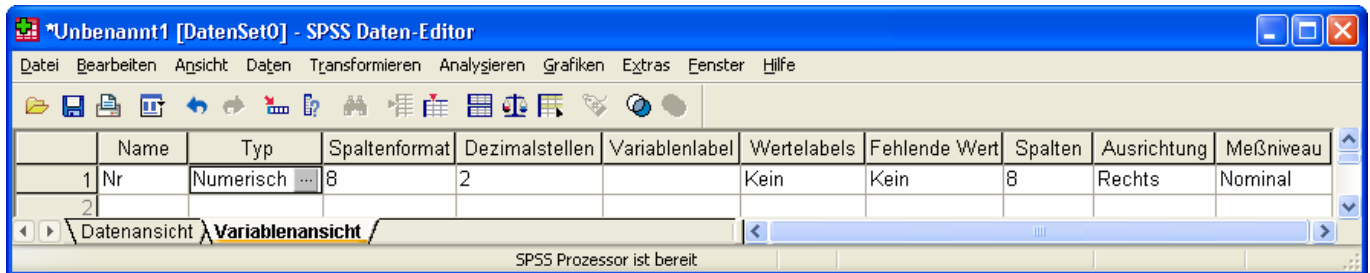 *Unbenannt1 [DatenSet0] - SPSS Daten-Editor
Datei Bearbeiten Ansicht Daten Transformieren Analysieren Grafiken Extras Fenster Hilfe
Name Typ Spaltenformat Dezimalstellen Variablenlabel Wertelabels Fehlende Wert Spalten Ausrichtung Meßniveau
1 Nr Numerisch ... 8 2 Kein Kein 8 Rechts Nominal
2
Datenansicht Variablenansicht
SPSS Prozessor ist bereit